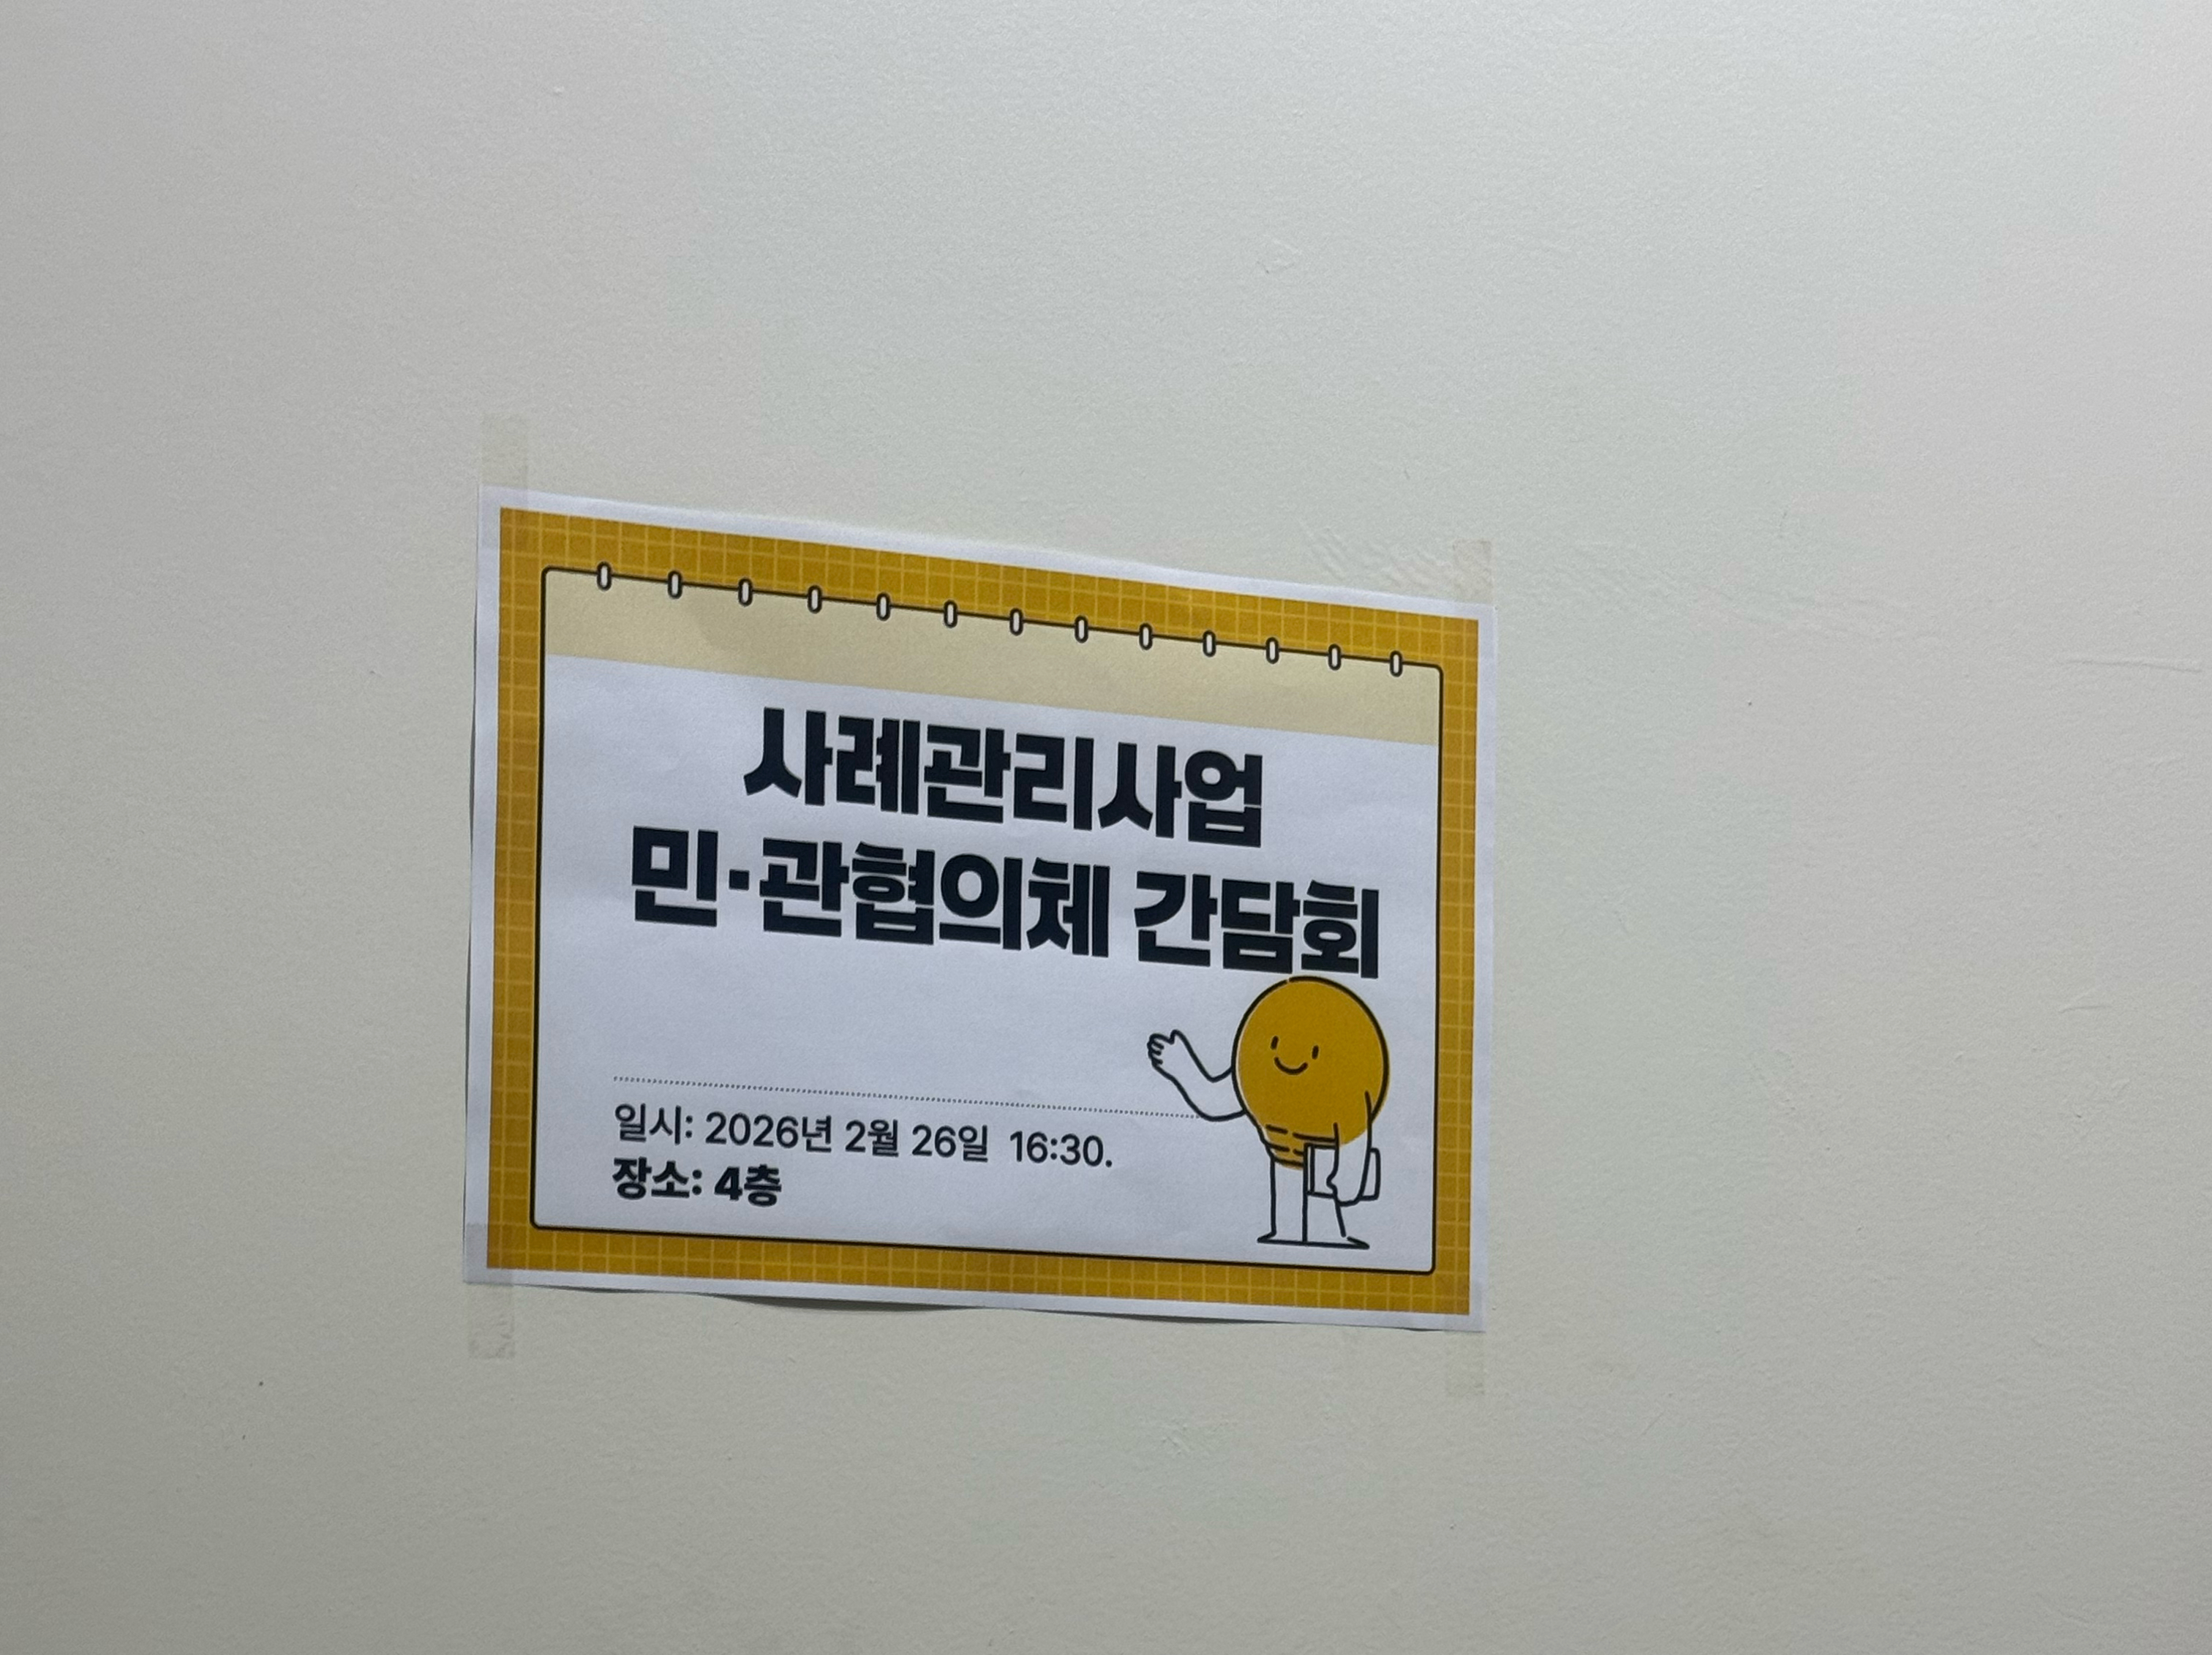 사례관리사업
민·관협의체 간담회
일시: 2026년 2월 26일 16:30.
장소: 4층